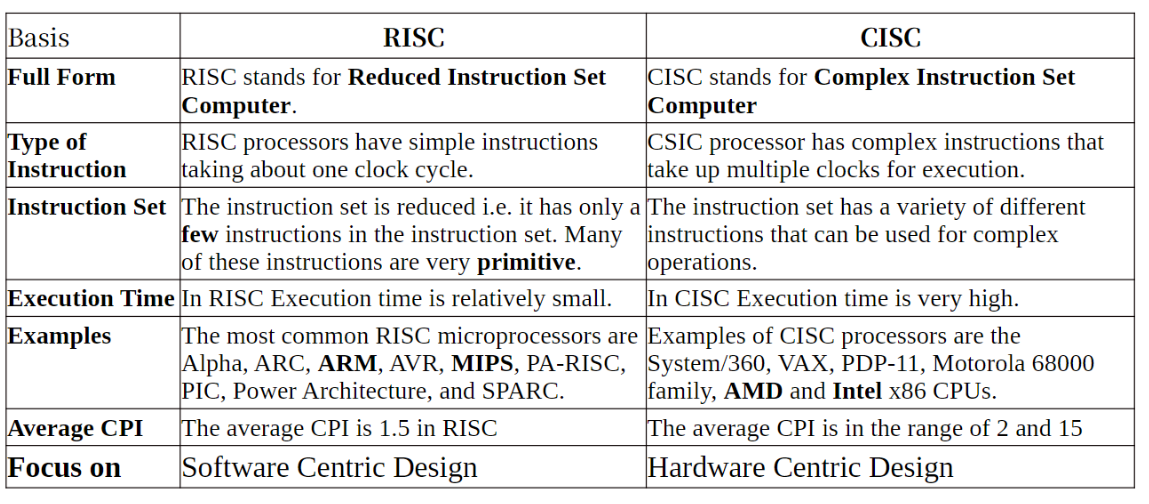 Basis RISC CISC
Full Form RISC stands for Reduced Instruction Set CISC stands for Complex Instruction Set
Computer. Computer
Type of RISC processors have simple instructions CSIC processor has complex instructions that
Instruction taking about one clock cycle. take up multiple clocks for execution.
Instruction Set The instruction set is reduced i.e. it has only a The instruction set has a variety of different
few instructions in the instruction set. Many instructions that can be used for complex
of these instructions are very primitive. operations.
Execution Time In RISC Execution time is relatively small. In CISC Execution time is very high.
Examples The most common RISC microprocessors are Examples of CISC processors are the
Alpha, ARC, ARM, AVR, MIPS, PA-RISC, System/360, VAX, PDP-11, Motorola 68000
PIC, Power Architecture, and SPARC. family, AMD and Intel x86 CPUs.
Average CPI The average CPI is 1.5 in RISC The average CPI is in the range of 2 and 15
Focus on Software Centric Design Hardware Centric Design